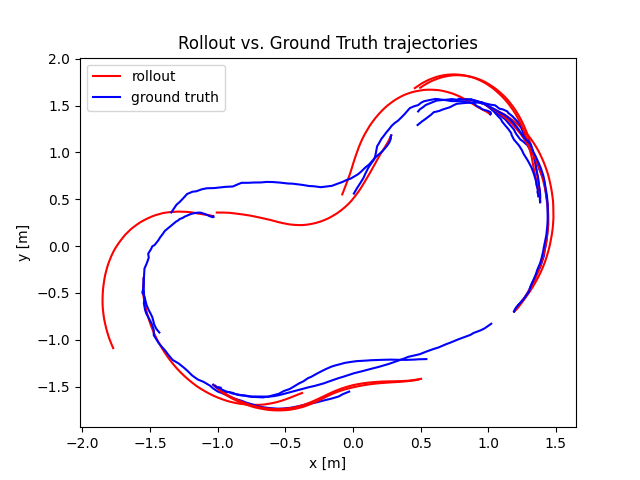 Rollout vs. Ground Truth trajectories
rollout
ground truth
2.0
1.5
1.0
0.5
0.0
−0.5
−1.0
−1.5
y [m]
−2.0 −1.5 −1.0 −0.5 0.0 0.5 1.0 1.5
x [m]